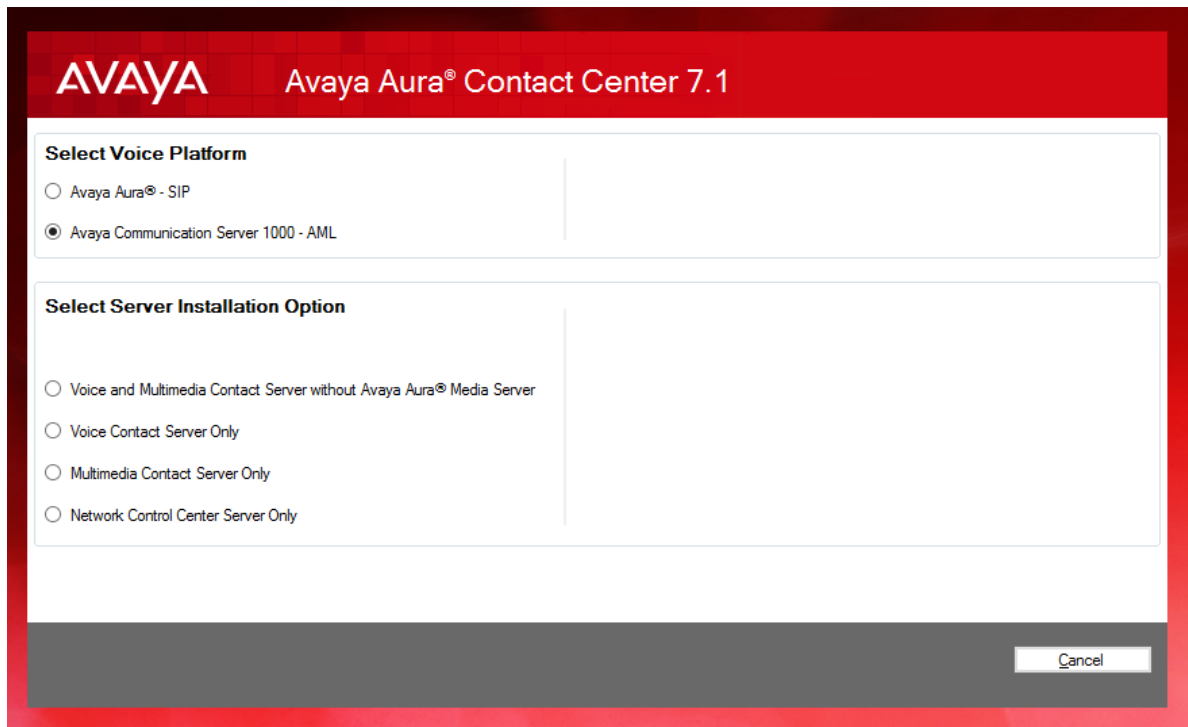 AVAYA Avaya Aura® Contact Center 7.1
Select Voice Platform
Avaya Aura® - SIP
Avaya Communication Server 1000 - AML
Select Server Installation Option
Voice and Multimedia Contact Server without Avaya Aura® Media Server
Voice Contact Server Only
Multimedia Contact Server Only
Network Control Center Server Only
Cancel